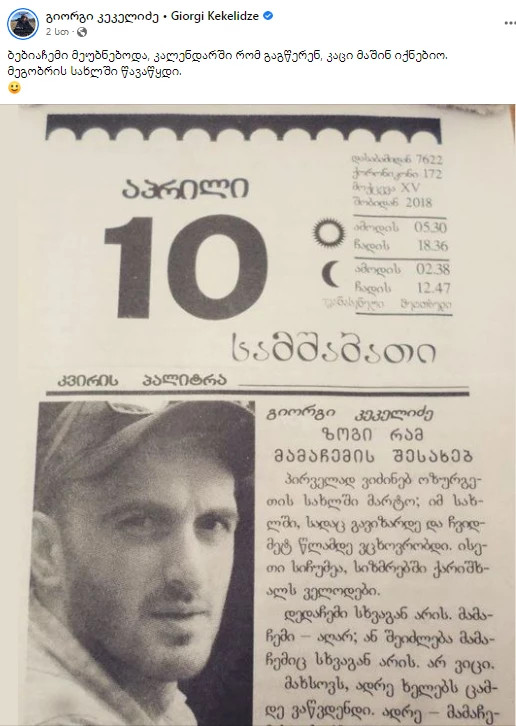 გიორგი კეკელიძე • Giorgi Kekelidze
2 სთ ·
ბებიაჩემი მეუბნებოდა, კალენდარში რომ გაგწერენ, კაცი მაშინ იქნებიო.
მეგობრის სახლში წავაწყდი.
აპრილი
10
დასაბამიდან 7622
ქორონიკონი 172
მოქცევა XV
შობიდან 2018
ამოდის 05.30
ჩადის 18.36
ამოდის 02.38
ჩადის 12.47
სამშაბათი
კვირის პალიტრა
გიორგი კეკელიძე
ზოგი რამ
მამაჩემის შესახებ
პირველად ვიძინებ ოზურგე-
თის სახლში მარტო; იმ სახ-
ლში, სადაც გავიზარდე და ჩვიდ-
მეტ წლამდე ვცხოვრობდი. ისე-
თი სიჩუმეა, სიზმრებში ქარიშხ-
ალს ველოდები.
დედაჩემი სხვაგან არის. მამა-
ჩემი – აღარ; ან შეიძლება მამა-
ჩემიც სხვაგან არის. არ ვიცი.
მახსოვს, ადრე ხელებს ცამ-
დე ვაწვდენდი. ადრე – მამაჩე-